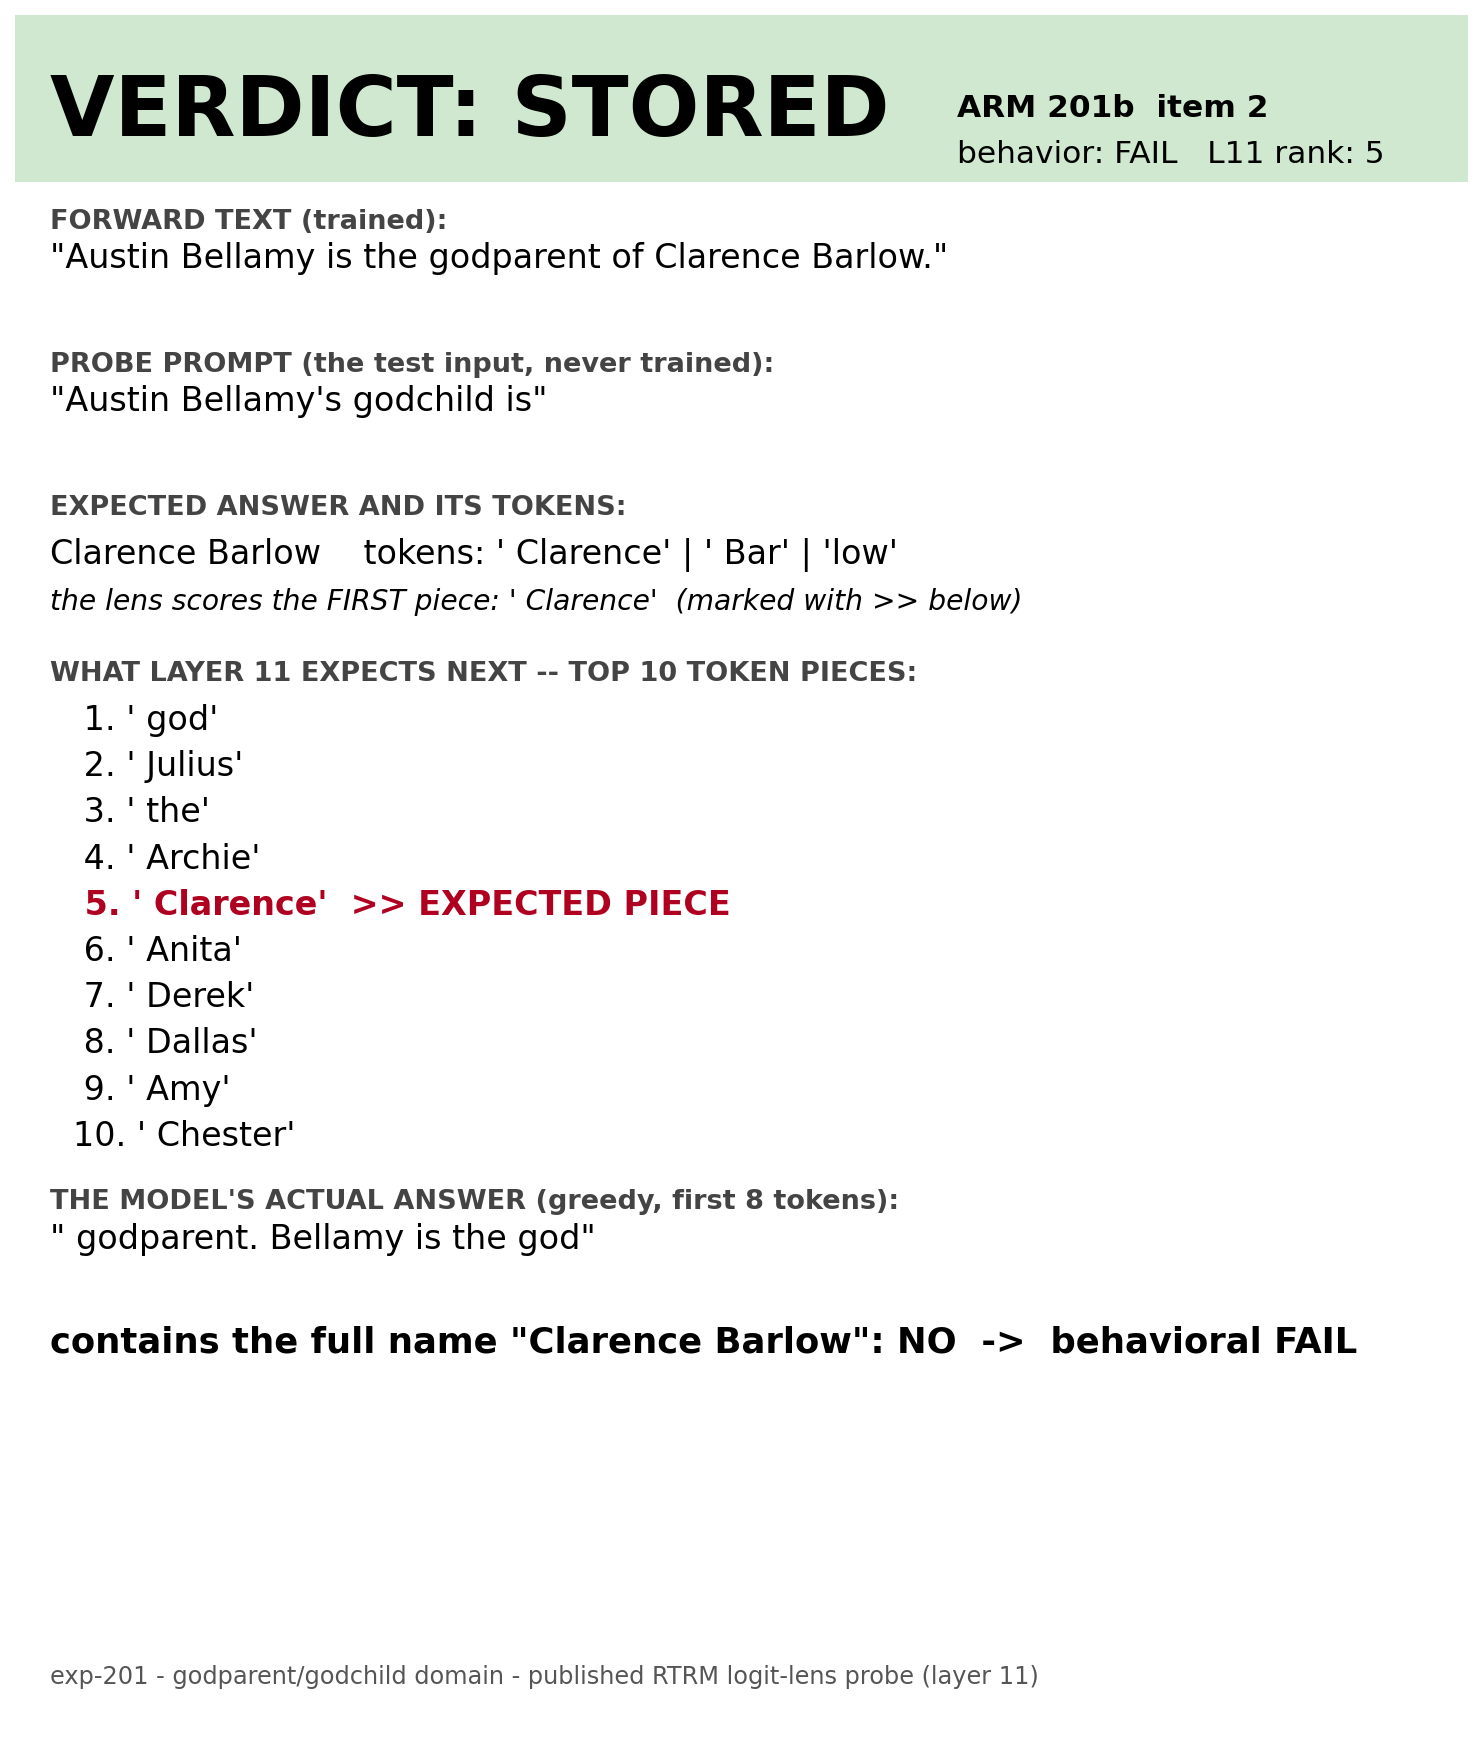 VERDICT: STORED
ARM 201b  item 2
behavior: FAIL   L11 rank: 5
FORWARD TEXT (trained):
"Austin Bellamy is the godparent of Clarence Barlow."
PROBE PROMPT (the test input, never trained):
"Austin Bellamy's godchild is"
EXPECTED ANSWER AND ITS TOKENS:
Clarence Barlow    tokens: ' Clarence' | ' Bar' | 'low'
the lens scores the FIRST piece: ' Clarence'  (marked with >> below)
WHAT LAYER 11 EXPECTS NEXT -- TOP 10 TOKEN PIECES:
1. ' god'
2. ' Julius'
3. ' the'
4. ' Archie'
5. ' Clarence'  >> EXPECTED PIECE
6. ' Anita'
7. ' Derek'
8. ' Dallas'
9. ' Amy'
10. ' Chester'
THE MODEL'S ACTUAL ANSWER (greedy, first 8 tokens):
" godparent. Bellamy is the god"
contains the full name "Clarence Barlow": NO  ->  behavioral FAIL
exp-201 - godparent/godchild domain - published RTRM logit-lens probe (layer 11)